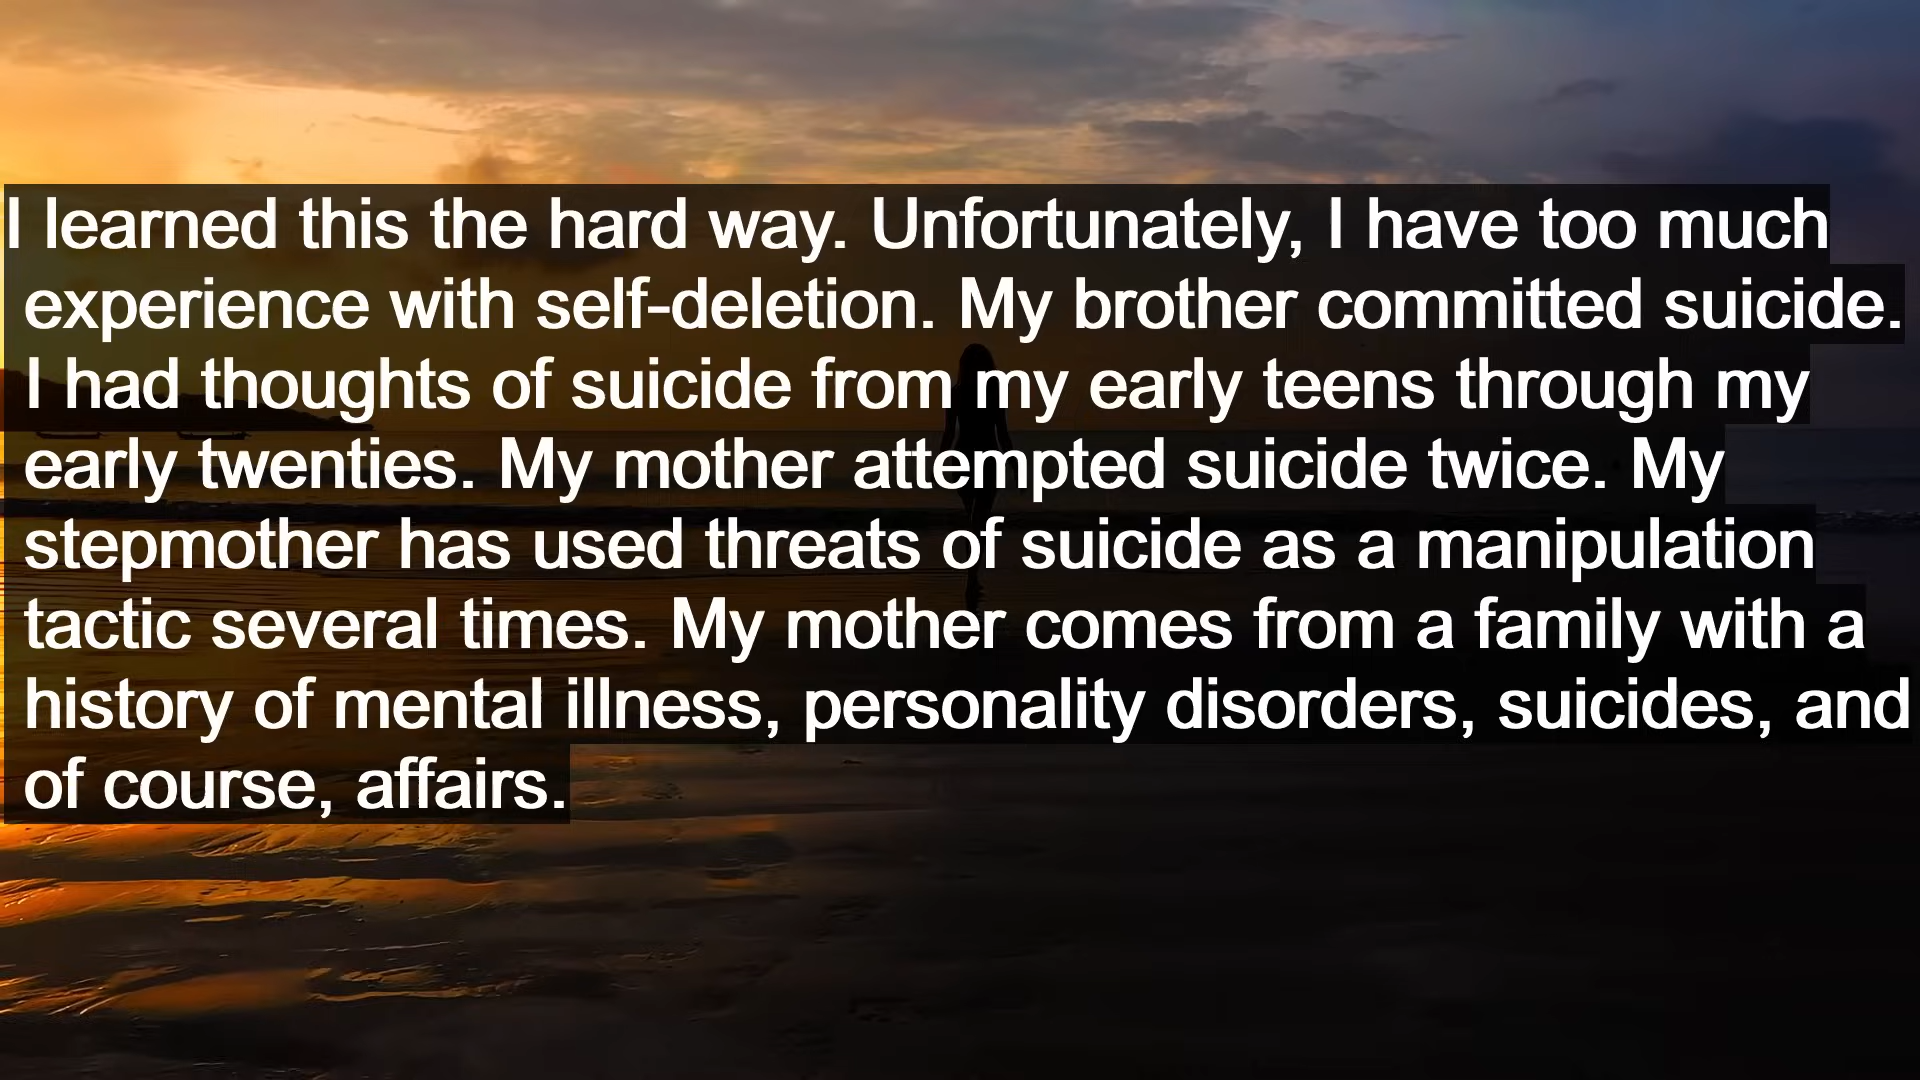 I learned this the hard way. Unfortunately, I have too much
experience with self-deletion. My brother committed suicide.
I had thoughts of suicide from my early teens through my
early twenties. My mother attempted suicide twice. My
stepmother has used threats of suicide as a manipulation
tactic several times. My mother comes from a family with a
history of mental illness, personality disorders, suicides, and
of course, affairs.